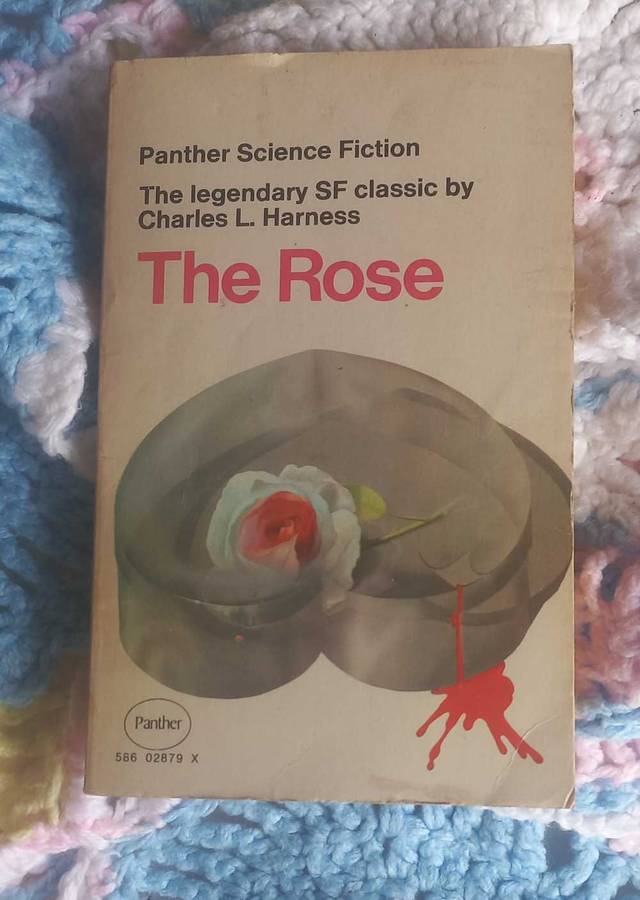 Panther Science Fiction
The legendary SF classic by
Charles L. Harness
The Rose
Panther
586 02879 X